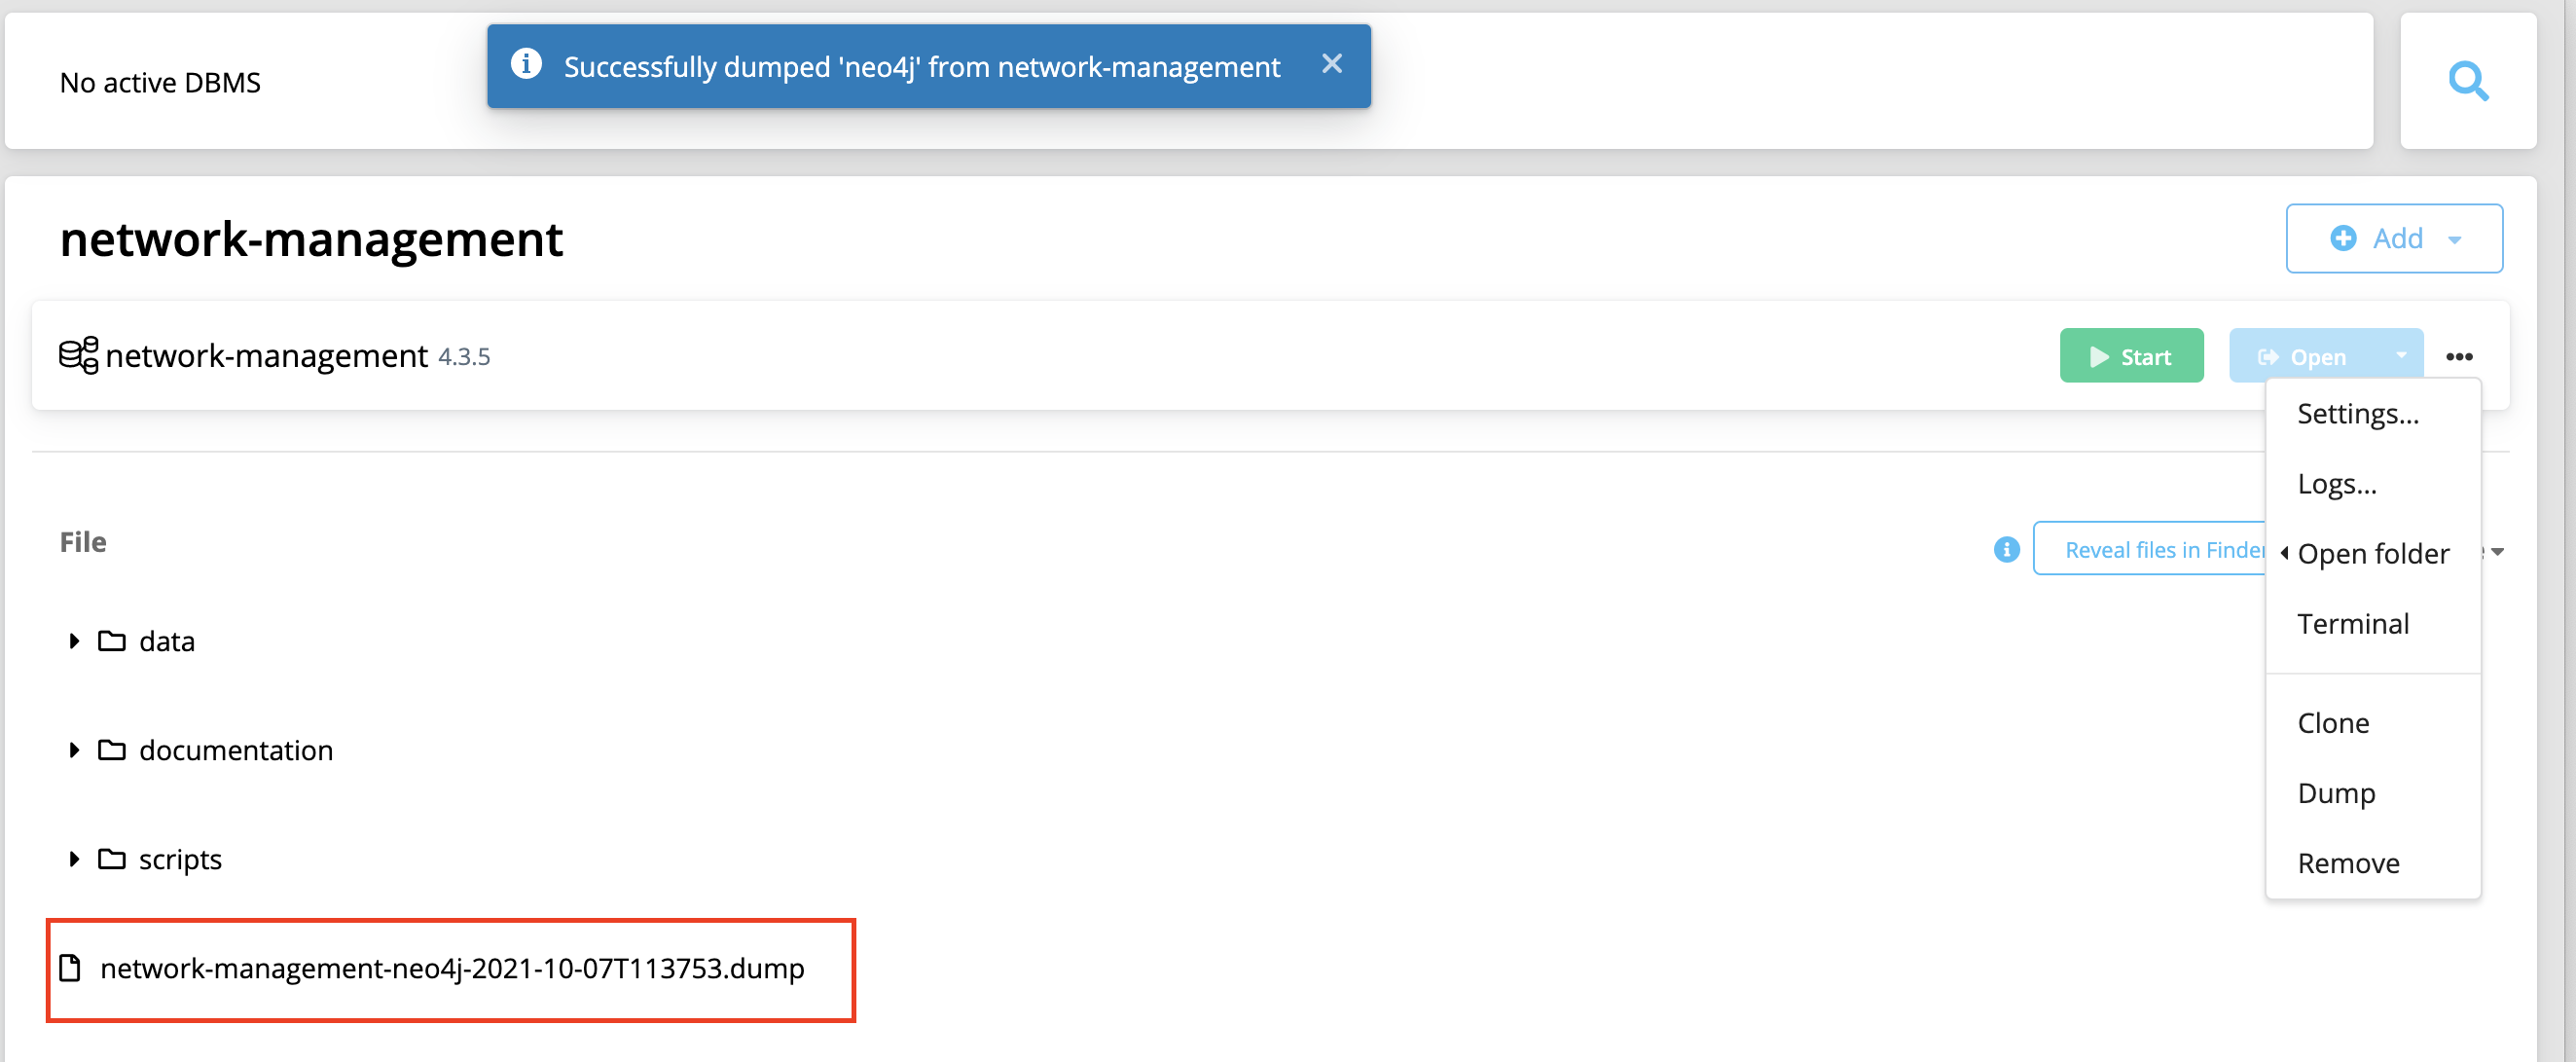 No active DBMS
Successfully dumped 'neo4j' from network-management
network-management
Add
network-management 4.3.5
Start
Open
Settings...
Logs...
File
Reveal files in Finder
Open folder
Terminal
data
Clone
documentation
Dump
scripts
Remove
network-management-neo4j-2021-10-07T113753.dump